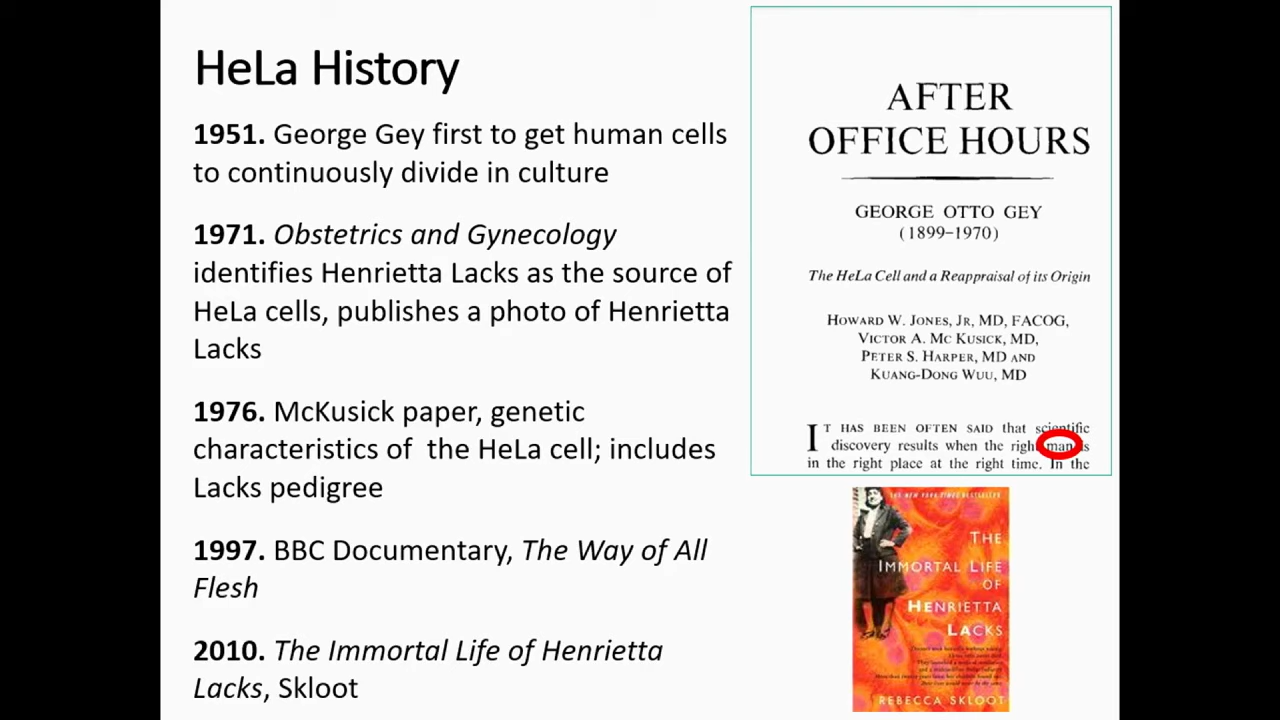 HeLa History
1951. George Gey first to get human cells
to continuously divide in culture
1971. Obstetrics and Gynecology
identifies Henrietta Lacks as the source of
HeLa cells, publishes a photo of Henrietta
Lacks
1976. McKusick paper, genetic
characteristics of  the HeLa cell; includes
Lacks pedigree
1997. BBC Documentary, The Way of All
Flesh
2010. The Immortal Life of Henrietta
Lacks, Skloot
AFTER
OFFICE HOURS
GEORGE OTTO GEY
(1899–1970)
The HeLa Cell and a Reappraisal of its Origin
HOWARD W. JONES, JR, MD, FACOG,
VICTOR A. MC KUSICK, MD,
PETER S. HARPER, MD AND
KUANG-DONG WUU, MD
IT HAS BEEN OFTEN SAID that scientific
discovery results when the right man is
in the right place at the right time. In the
NEW YORK TIMES BESTSELLER
THE
IMMORTAL LIFE
OF
HENRIETTA
LACKS
REBECCA SKLOOT